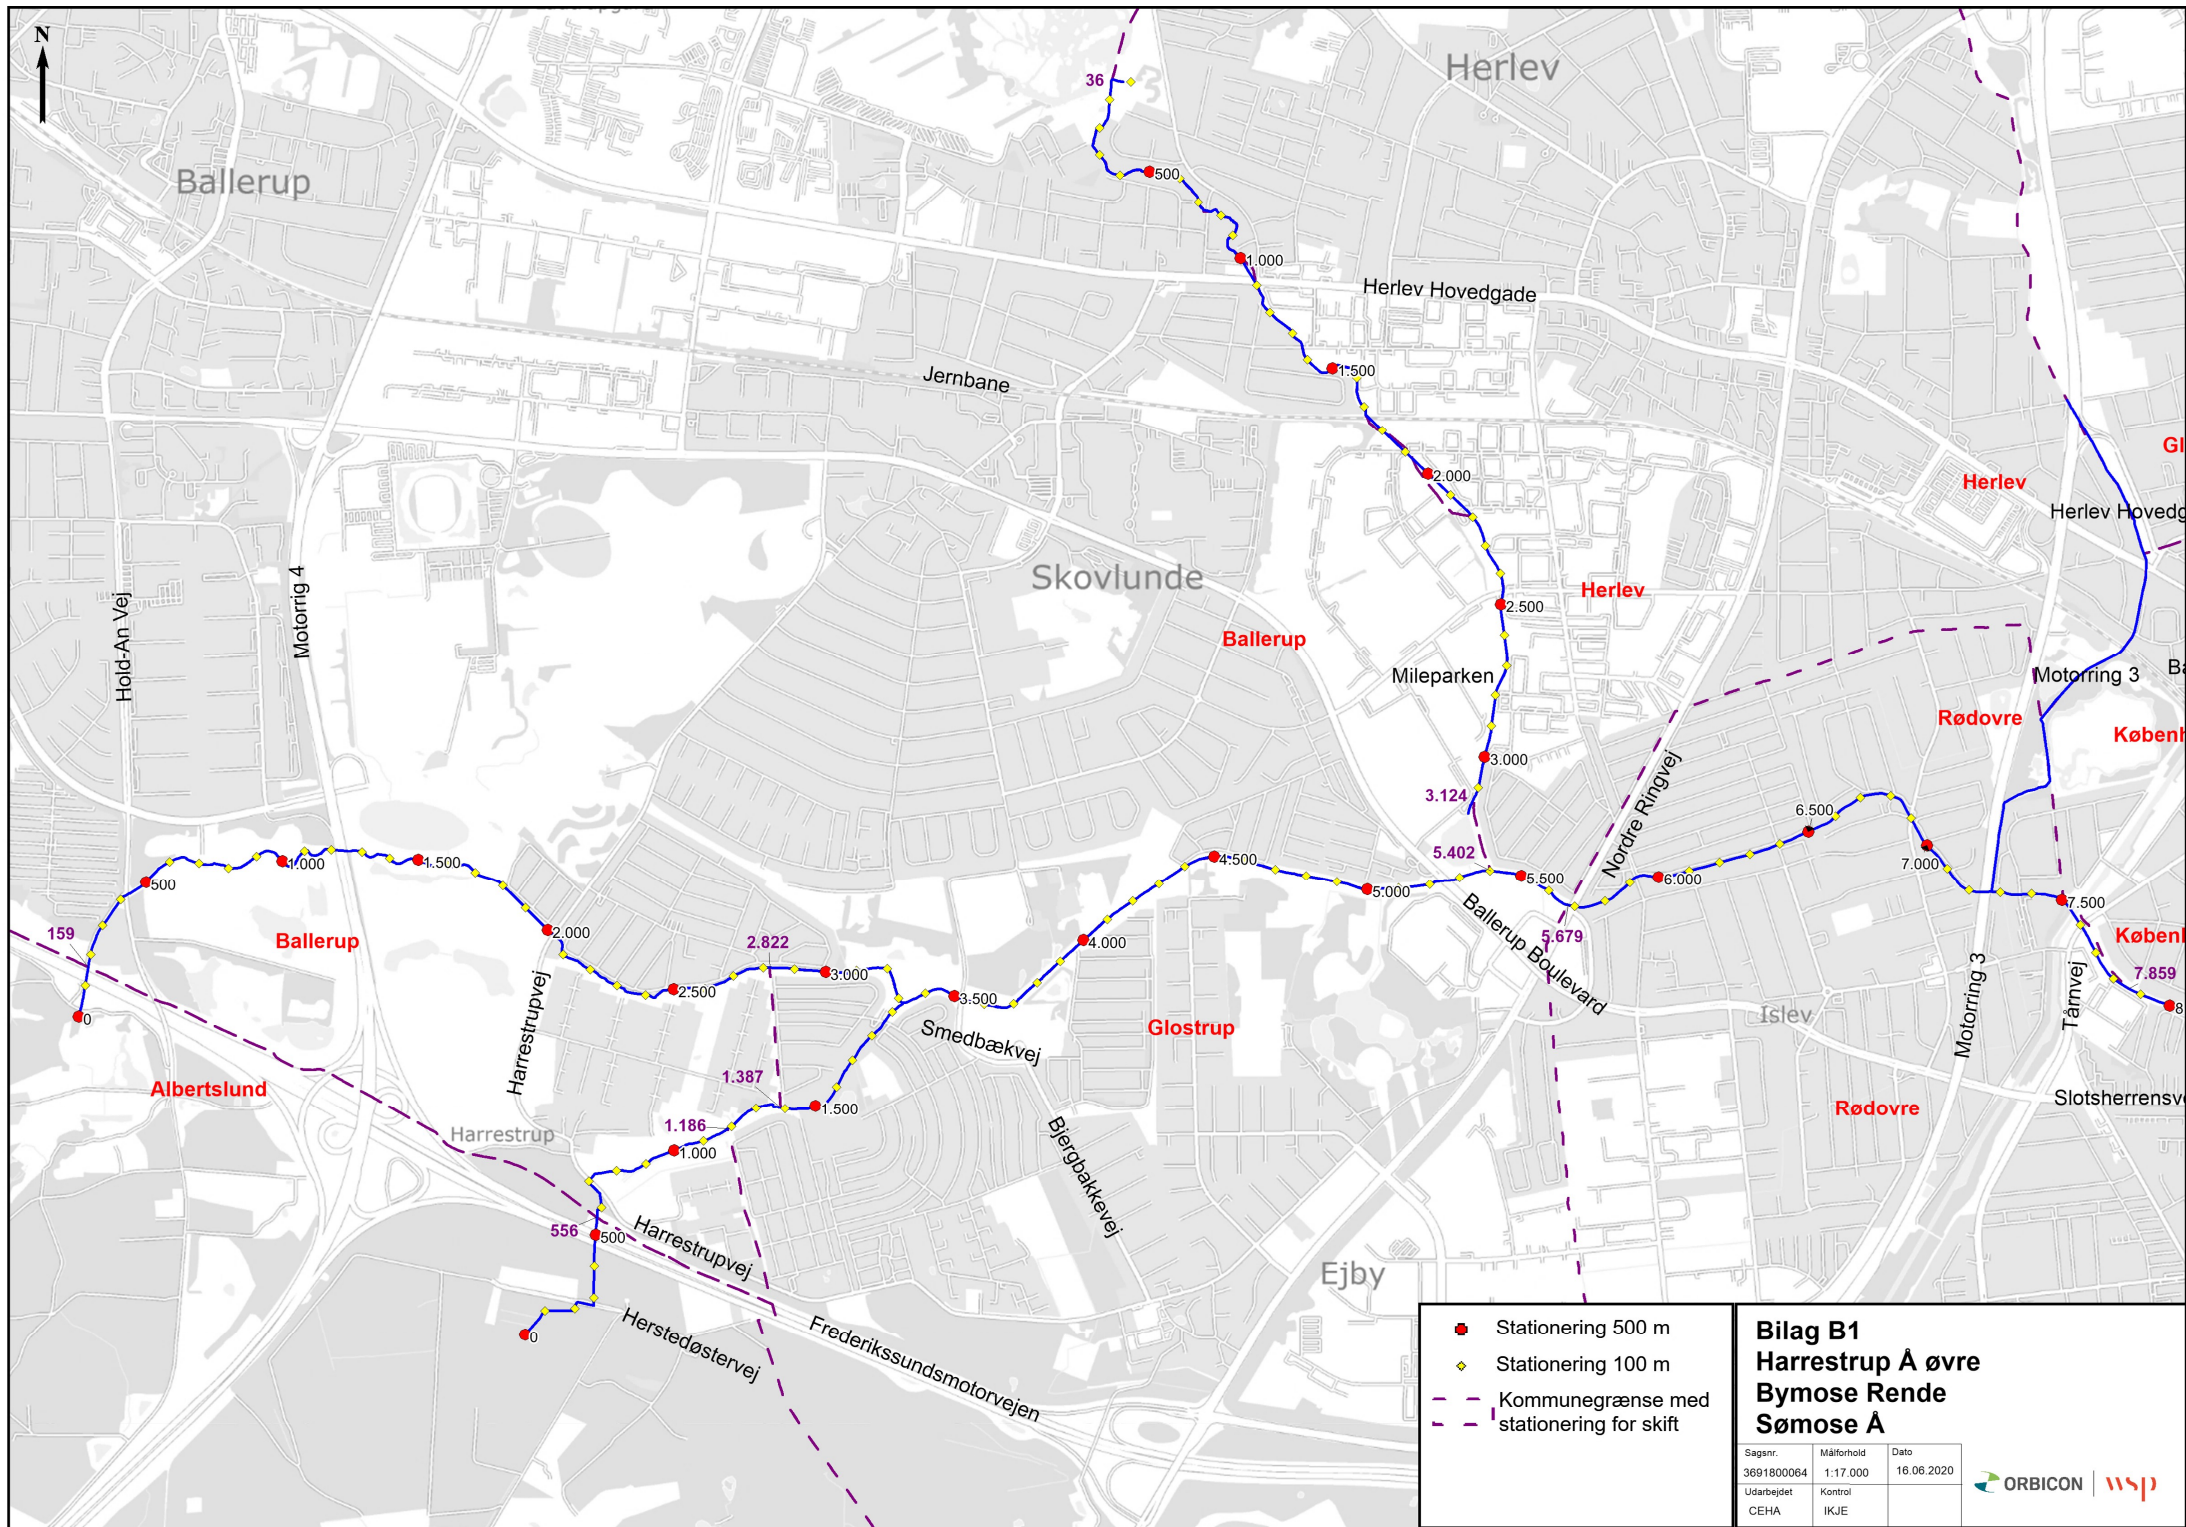 N
36
Herlev
Ballerup
500
1.000
Herlev Hovedgade
Jernbane
1.500
2.000
Gl
Herlev
Herlev Hovedg
Skovlunde
Herlev
2.500
Ballerup
Hold-An Vej
Motorrig 4
Mileparken
Motorring 3
Ba
Rødovre
Københ
3.000
3.124
Nordre Ringvej
6.500
5.402
4.500
500
1.000
1.500
5.000
5.500
6.000
7.000
7.500
159
Ballerup
2.000
2.822
4.000
Ballerup Boulevard
5.679
Københ
7.859
2.500
3.000
3.500
8
0
Harrestrupvej
Smedbækvej
Glostrup
Islev
Motorring 3
Tårnvej
Albertslund
1.387
1.500
Rødovre
Slotsherrensve
Harrestrup
1.186
1.000
Bjergbakkevej
556
500
Harrestrupvej
Ejby
0
Herstedøstervej
Frederikssundsmotorvejen
Stationering 500 m
Stationering 100 m
Kommunegrænse med
stationering for skift
Bilag B1
Harrestrup Å øvre
Bymose Rende
Sømose Å
Sagsnr. Målforhold Dato
3691800064 1:17.000 16.06.2020
Udarbejdet Kontrol
CEHA IKJE
ORBICON | wsp